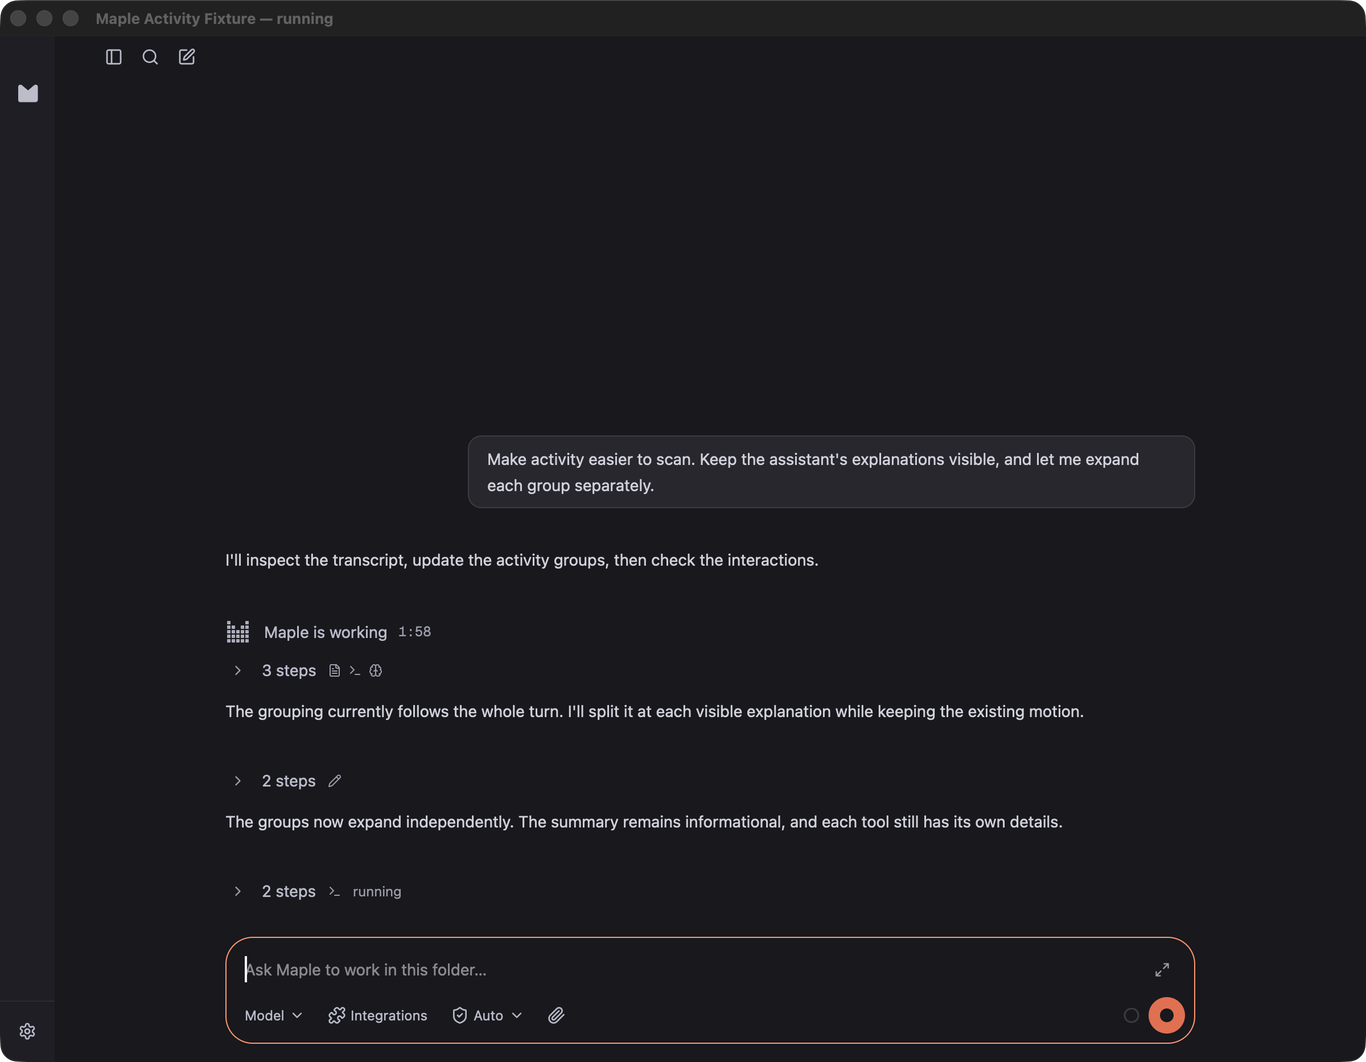 Maple Activity Fixture — running
Make activity easier to scan. Keep the assistant's explanations visible, and let me expand
each group separately.
I'll inspect the transcript, update the activity groups, then check the interactions.
Maple is working 1:58
3 steps
The grouping currently follows the whole turn. I'll split it at each visible explanation while keeping the existing motion.
2 steps
The groups now expand independently. The summary remains informational, and each tool still has its own details.
2 steps running
Ask Maple to work in this folder...
Model Integrations Auto